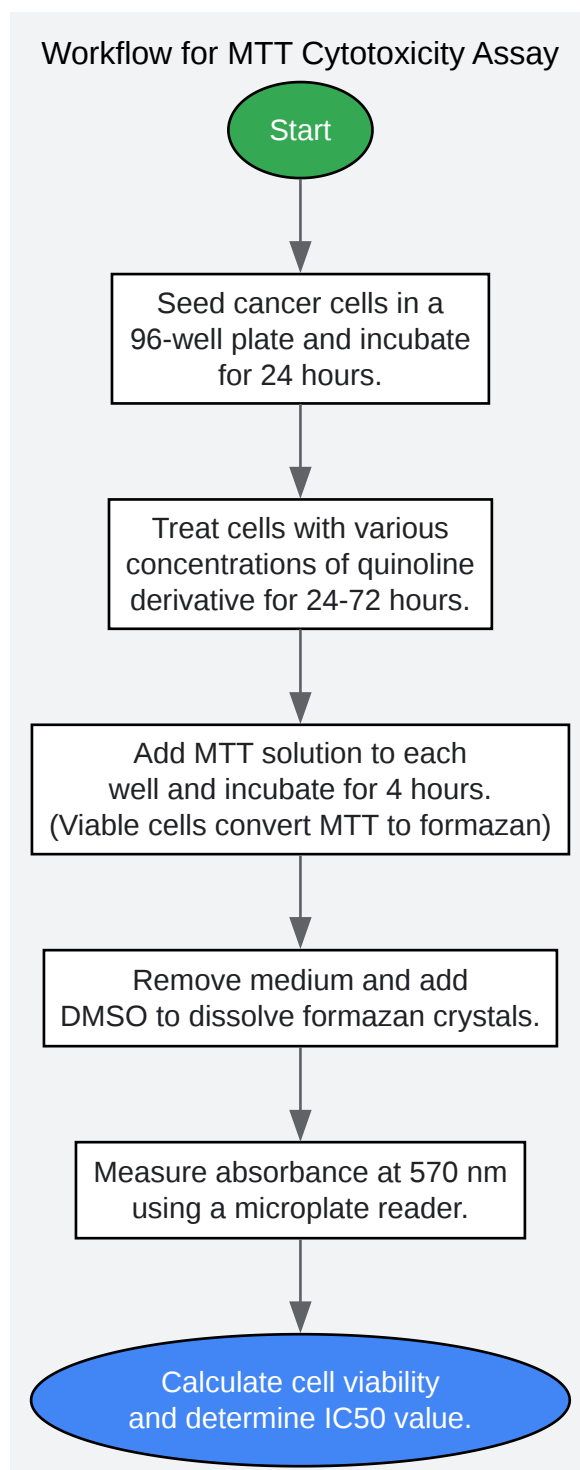 Workflow for MTT Cytotoxicity Assay
Start
Seed cancer cells in a
96-well plate and incubate
for 24 hours.
Treat cells with various
concentrations of quinoline
derivative for 24-72 hours.
Add MTT solution to each
well and incubate for 4 hours.
(Viable cells convert MTT to formazan)
Remove medium and add
DMSO to dissolve formazan crystals.
Measure absorbance at 570 nm
using a microplate reader.
Calculate cell viability
and determine IC50 value.